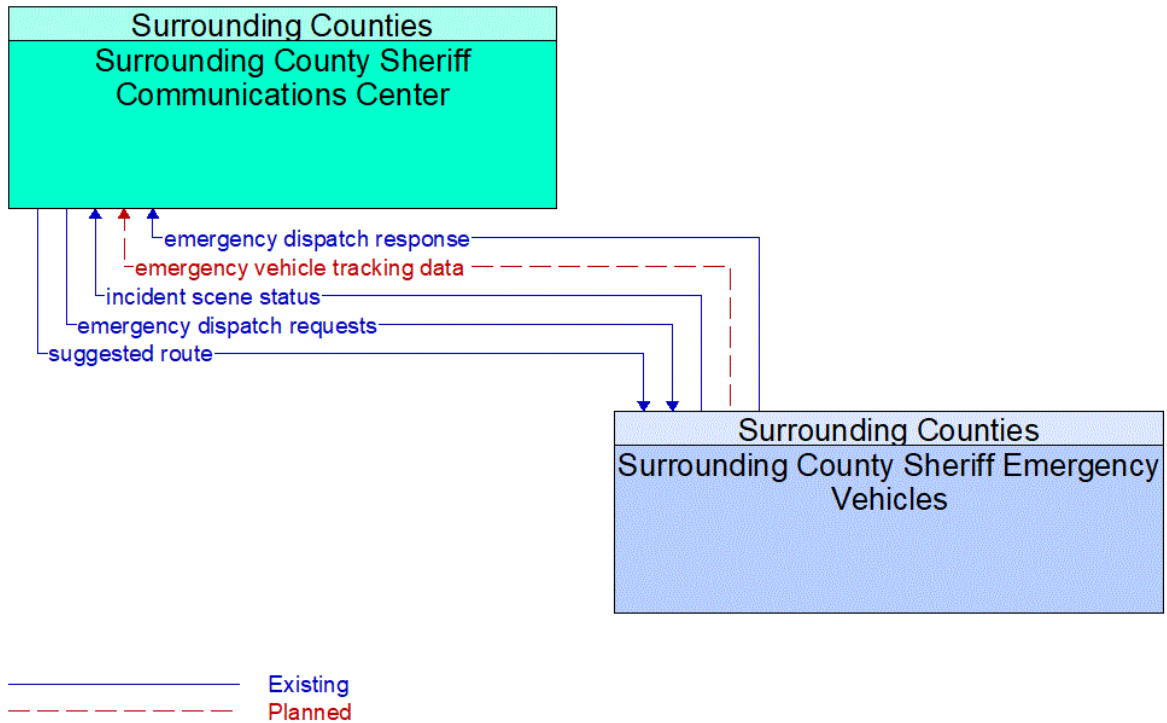 Surrounding Counties
Surrounding County Sheriff
Communications Center
emergency dispatch response
emergency vehicle tracking data
incident scene status
emergency dispatch requests
suggested route
Surrounding Counties
Surrounding County Sheriff Emergency
Vehicles
Existing
Planned